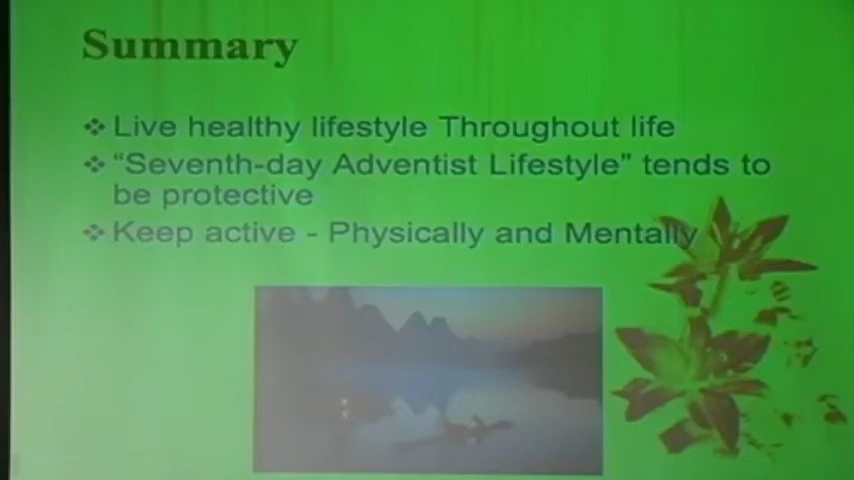 Summary
❖ Live healthy lifestyle Throughout life
❖ “Seventh-day Adventist Lifestyle” tends to
be protective
❖ Keep active - Physically and Mentally